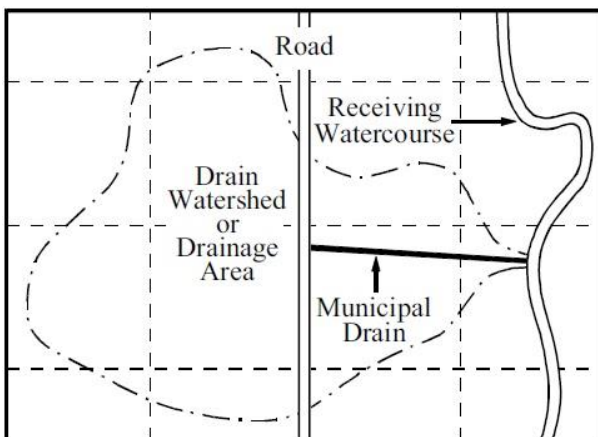 Road
Receiving
Watercourse
Drain
Watershed
or
Drainage
Area
Municipal
Drain